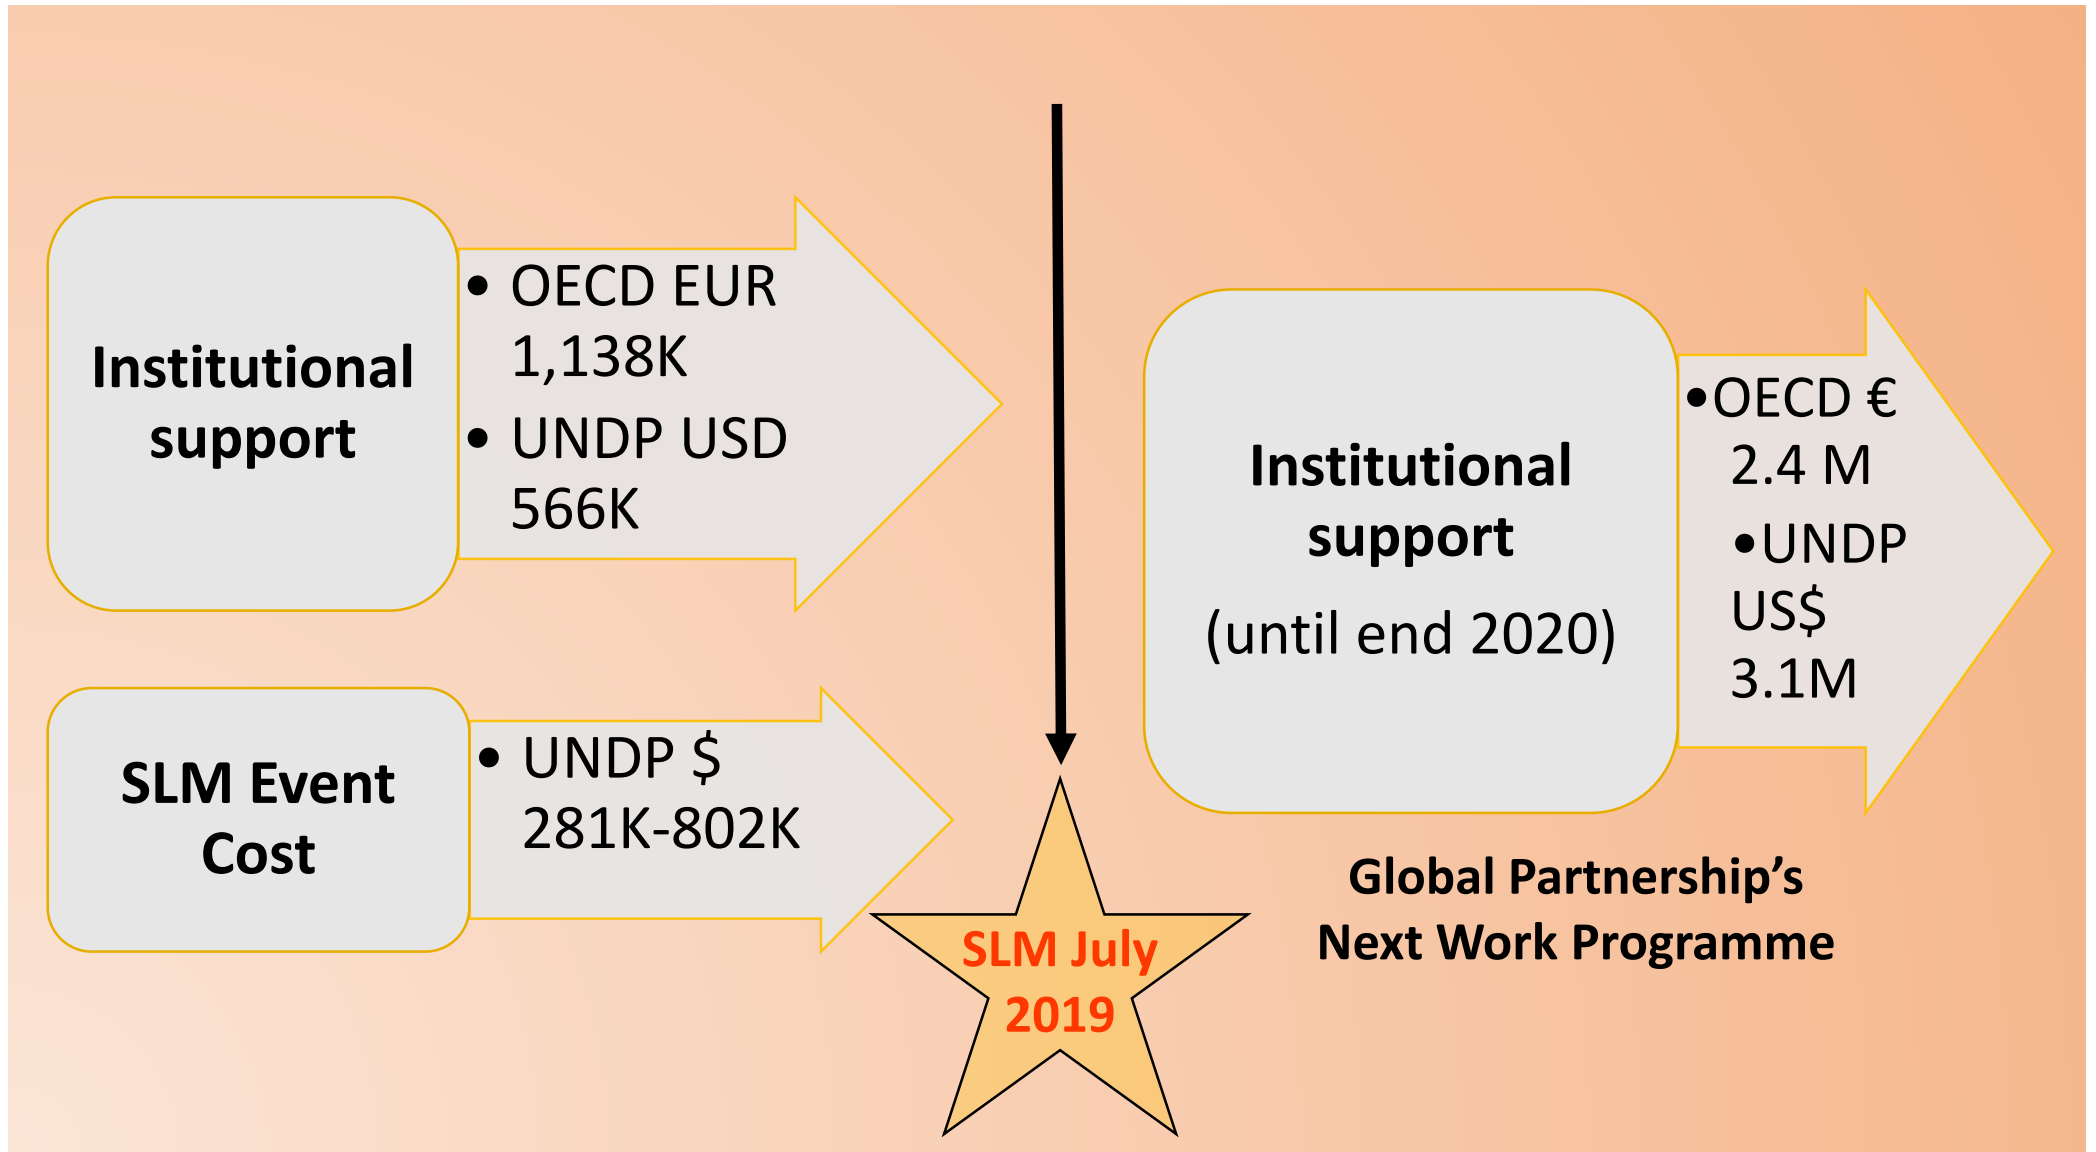 Institutional
support
• OECD EUR
1,138K
• UNDP USD
566K
SLM Event
Cost
• UNDP $
281K-802K
SLM July
2019
Institutional
support
(until end 2020)
•OECD €
2.4 M
•UNDP
US$
3.1M
Global Partnership’s
Next Work Programme